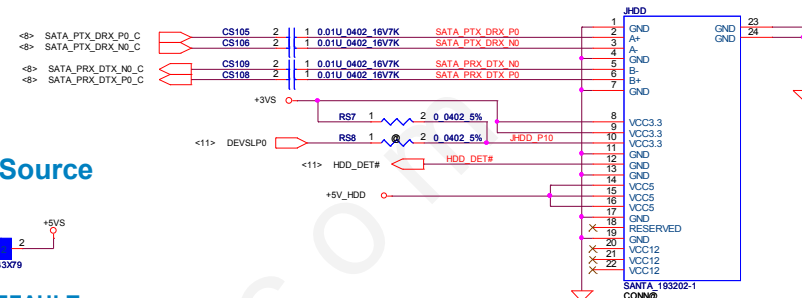 JHDD
<8> SATA_PTX_DRX_P0_C CS105 2 1 0.01U_0402_16V7K SATA_PTX_DRX_P0 1 GND GND 23
<8> SATA_PTX_DRX_N0_C CS106 2 1 0.01U_0402_16V7K SATA_PTX_DRX_N0 2 A+ GND 24
3 A-
4 GND
<8> SATA_PRX_DTX_N0_C CS109 2 1 0.01U_0402_16V7K SATA_PRX_DTX_N0 5 B-
<8> SATA_PRX_DTX_P0_C CS108 2 1 0.01U_0402_16V7K SATA_PRX_DTX_P0 6 B+
7 GND
+3VS
RS7 1 2 0_0402_5% 8 VCC3.3
9 VCC3.3
<11> DEVSLP0 RS8 1 @ 2 0_0402_5% JHDD_P10 10 VCC3.3
11 GND
<11> HDD_DET# HDD_DET# 12 GND
13 GND
Source
14 VCC5
+5V_HDD 15 VCC5
16 VCC5
17 GND
+5VS 18 RESERVED
19 GND
2 20 VCC12
21 VCC12
3X79 22 VCC12
SANTA_193202-1
CONN@